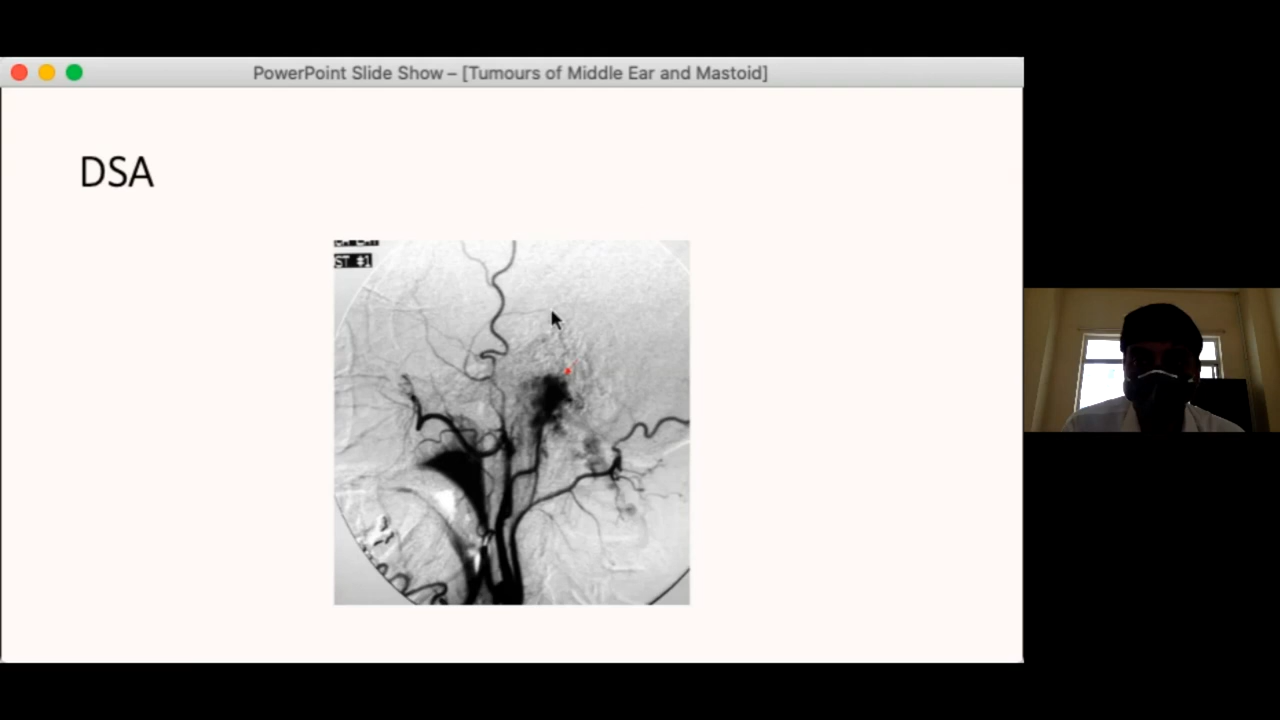 PowerPoint Slide Show – [Tumours of Middle Ear and Mastoid]
DSA
ST #1